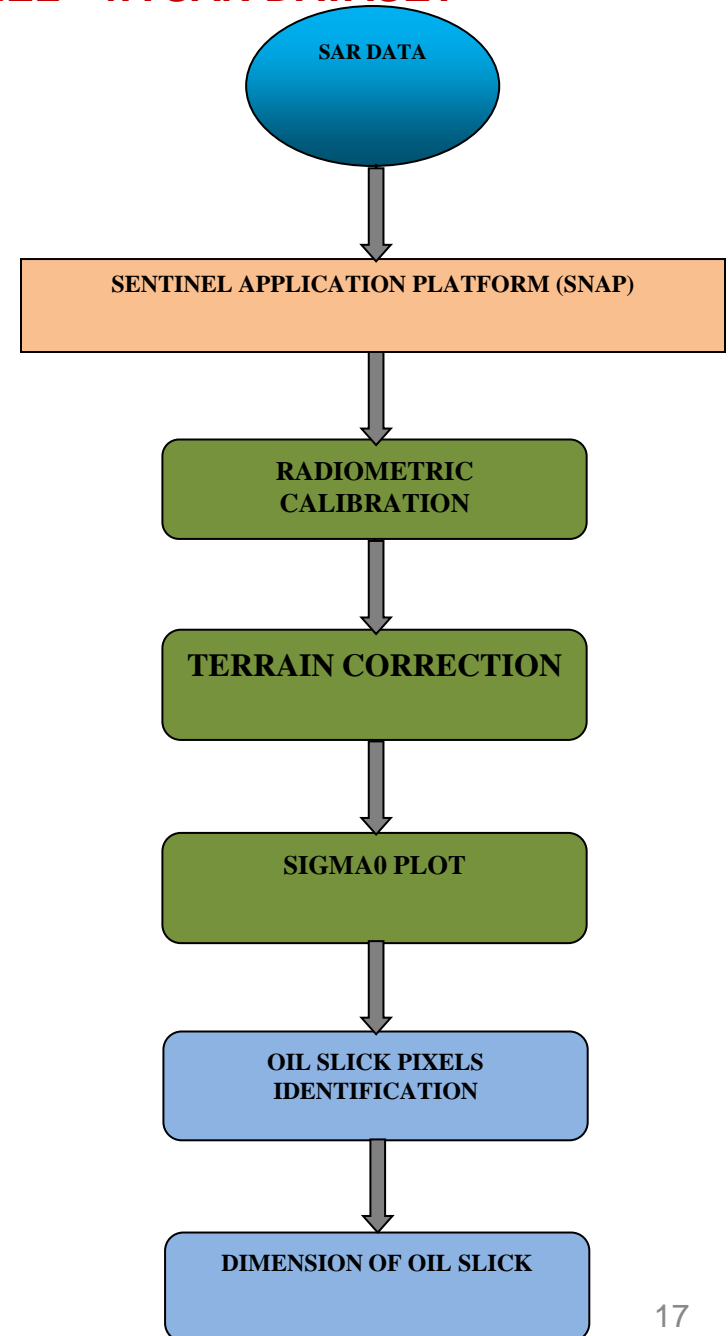 SAR DATA
SENTINEL APPLICATION PLATFORM (SNAP)
RADIOMETRIC
CALIBRATION
TERRAIN CORRECTION
SIGMA0 PLOT
OIL SLICK PIXELS
IDENTIFICATION
DIMENSION OF OIL SLICK
17